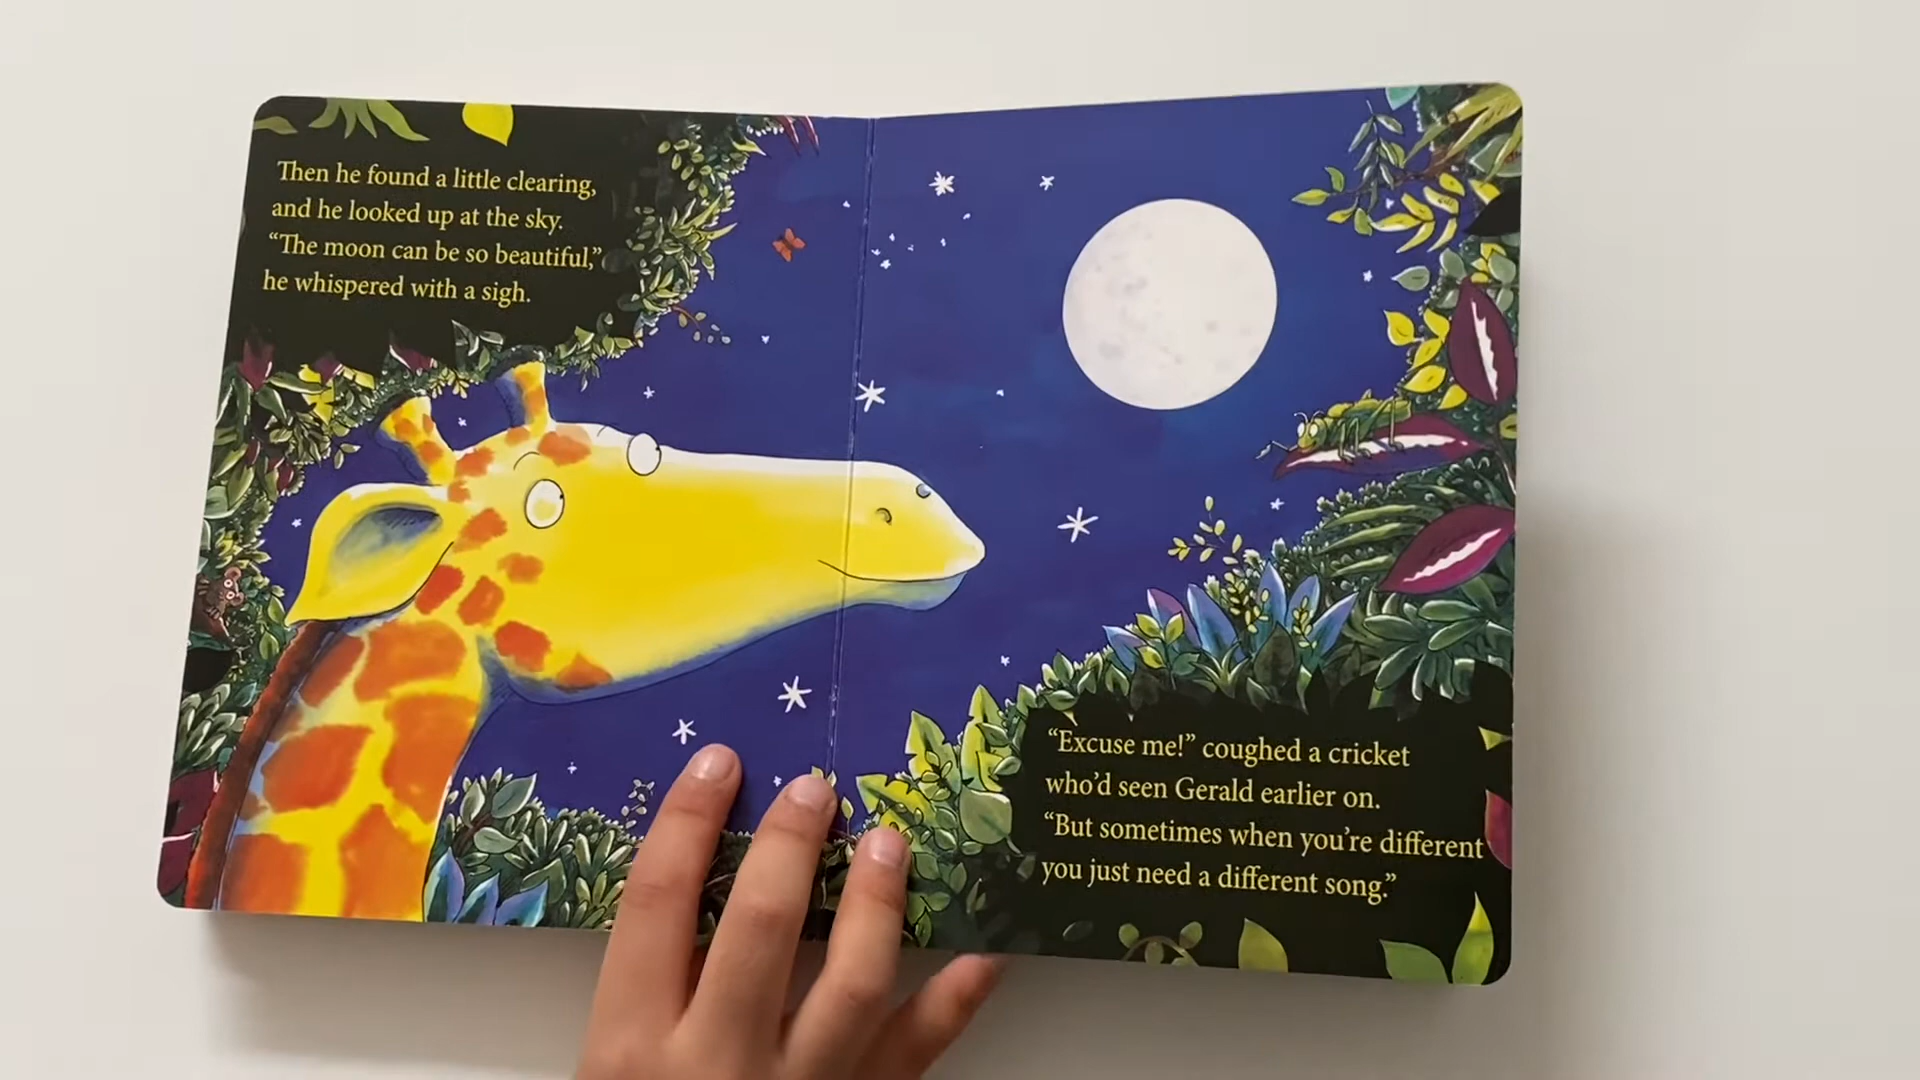 Then he found a little clearing,
and he looked up at the sky.
“The moon can be so beautiful,”
he whispered with a sigh.
“Excuse me!” coughed a cricket
who’d seen Gerald earlier on.
“But sometimes when you’re different
you just need a different song.”